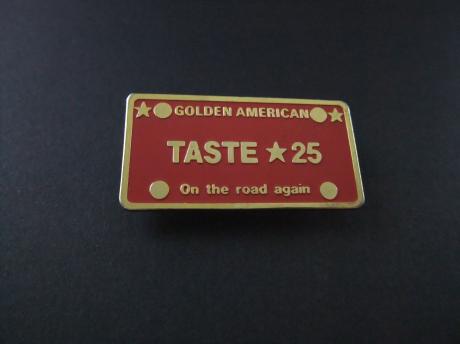 GOLDEN AMERICAN
TASTE ★ 25
On the road again